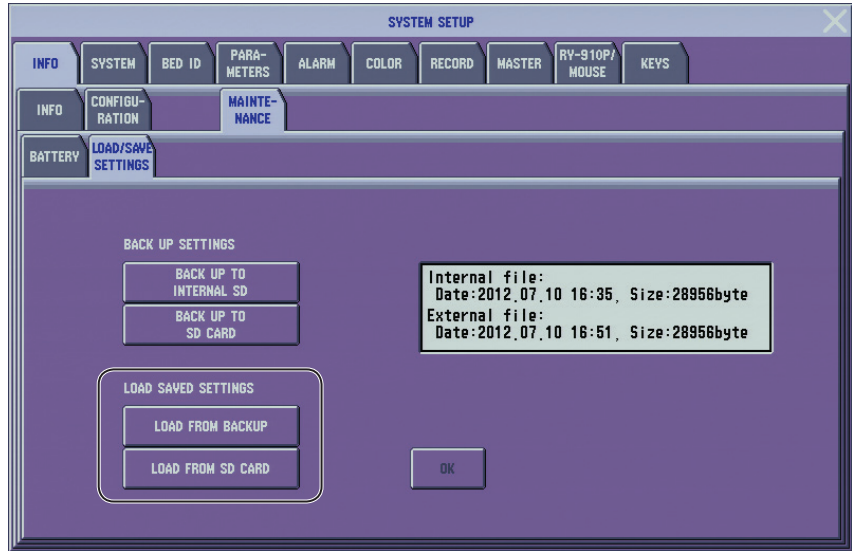 SYSTEM SETUP
INFO SYSTEM BED ID PARA-
METERS ALARM COLOR RECORD MASTER RY-910P/
MOUSE KEYS
INFO CONFIGU-
RATION MAINTE-
NANCE
BATTERY LOAD/SAVE
SETTINGS
BACK UP SETTINGS
BACK UP TO
INTERNAL SD
BACK UP TO
SD CARD
Internal file:
Date:2012.07.10 16:35, Size:28956byte
External file:
Date:2012.07.10 16:51, Size:28956byte
LOAD SAVED SETTINGS
LOAD FROM BACKUP
LOAD FROM SD CARD
OK